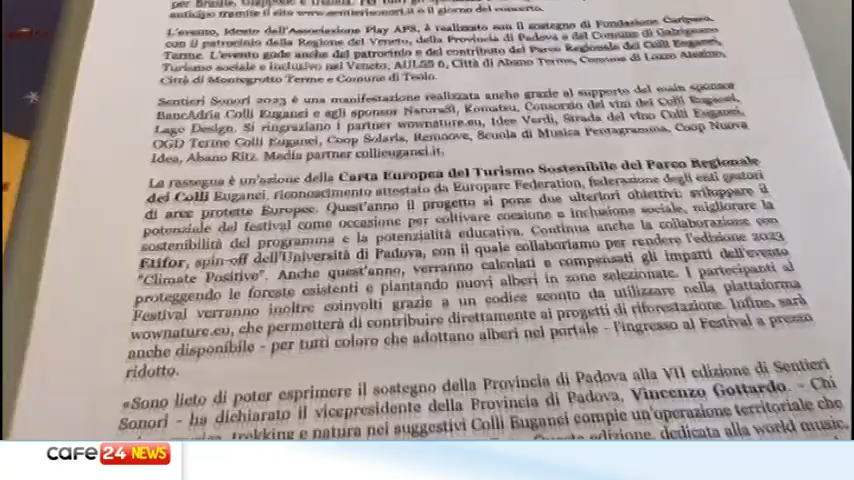 per Brasile, Giappone e
anticipo tramite il sito www.sentierisonori.it o il giorno del concerto.
L'evento, ideato dall'Associazione Play APS, è realizzato con il sostegno di Fondazione Cariparo,
con il patrocinio della Regione del Veneto, della Provincia di Padova e del Comune di Galzignano
Terme. L'evento gode anche del patrocinio e del contributo del Parco Regionale dei Colli Euganei,
Turismo sociale e inclusivo nel Veneto, AULSS 6, Città di Abano Terme, Comune di Lozzo Atestino,
Città di Montegrotto Terme e Comune di Teolo.
Sentieri Sonori 2023 è una manifestazione realizzata anche grazie al supporto del main sponsor
BancAdria Colli Euganei e agli sponsor NaturaSì, Komatsu, Consorzio dei vini dei Colli Euganei,
Lago Design. Si ringraziano i partner wownature.eu, Idee Verdi, Strada del vino Colli Euganei,
OGD Terme Colli Euganei, Coop Solaris, Remoove, Scuola di Musica Pentagramma, Coop Nuova
Idea, Abano Ritz. Media partner collieuganei.it.
La rassegna è un'azione della Carta Europea del Turismo Sostenibile del Parco Regionale
dei Colli Euganei, riconoscimento attestato da Europarc Federation, federazione degli enti gestori
di aree protette Europee. Quest'anno il progetto si pone due ulteriori obiettivi: sviluppare il
potenziale del festival come occasione per coltivare coesione e inclusione sociale, migliorare la
sostenibilità del programma e la potenzialità educativa. Continua anche la collaborazione con
Etifor, spin-off dell'Università di Padova, con il quale collaboriamo per rendere l'edizione 2023
"Climate Positive". Anche quest'anno, verranno calcolati e compensati gli impatti dell'evento
proteggendo le foreste esistenti e piantando nuovi alberi in zone selezionate. I partecipanti al
Festival verranno inoltre coinvolti grazie a un codice sconto da utilizzare nella piattaforma
wownature.eu, che permetterà di contribuire direttamente ai progetti di riforestazione. Infine, sarà
anche disponibile - per tutti coloro che adottano alberi nel portale - l'ingresso al Festival a prezzo
ridotto.
«Sono lieto di poter esprimere il sostegno della Provincia di Padova alla VII edizione di Sentieri
Sonori - ha dichiarato il vicepresidente della Provincia di Padova, Vincenzo Gottardo. - Chi
trekking e natura nei suggestivi Colli Euganei compie un'operazione territoriale che
edizione, dedicata alla world music,
cafe 24 NEWS